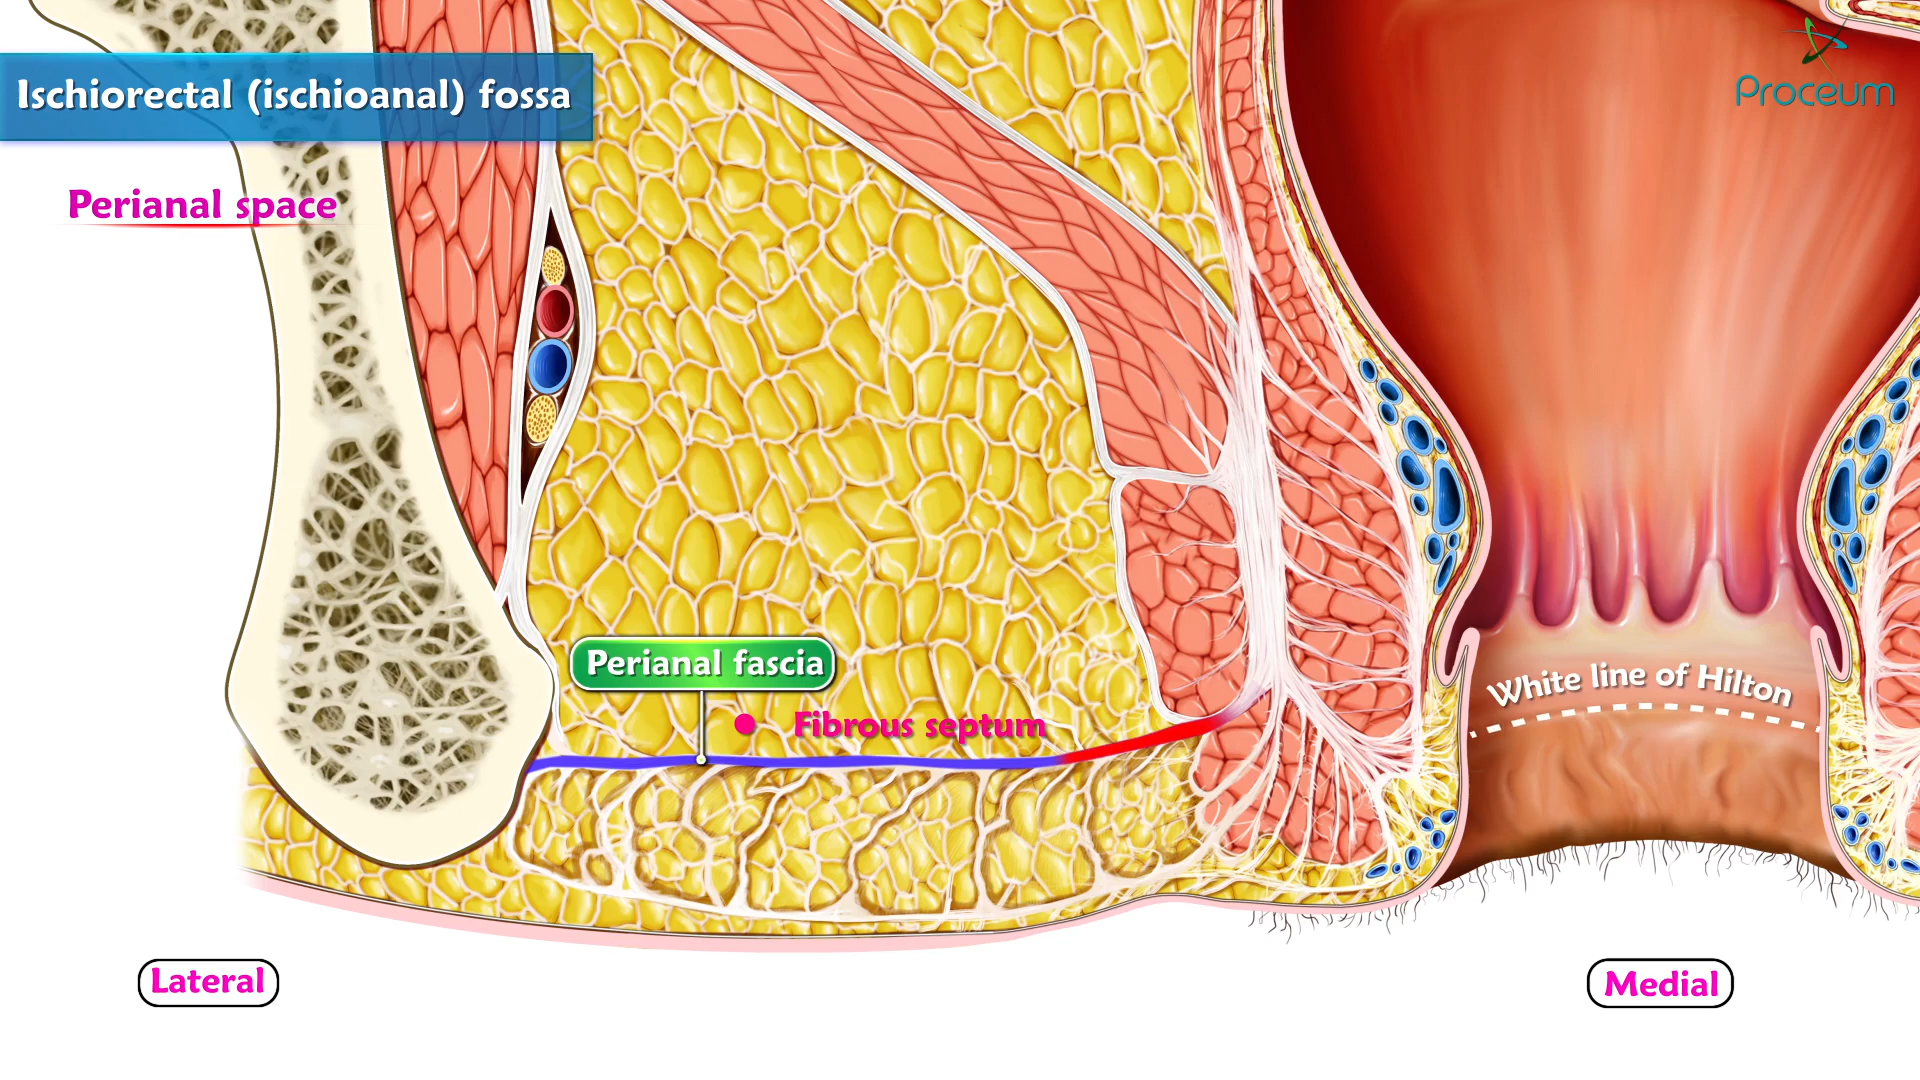 Ischiorectal (ischioanal) fossa
Proceum
Perianal space
Perianal fascia
White line of Hilton
Fibrous septum
Lateral
Medial